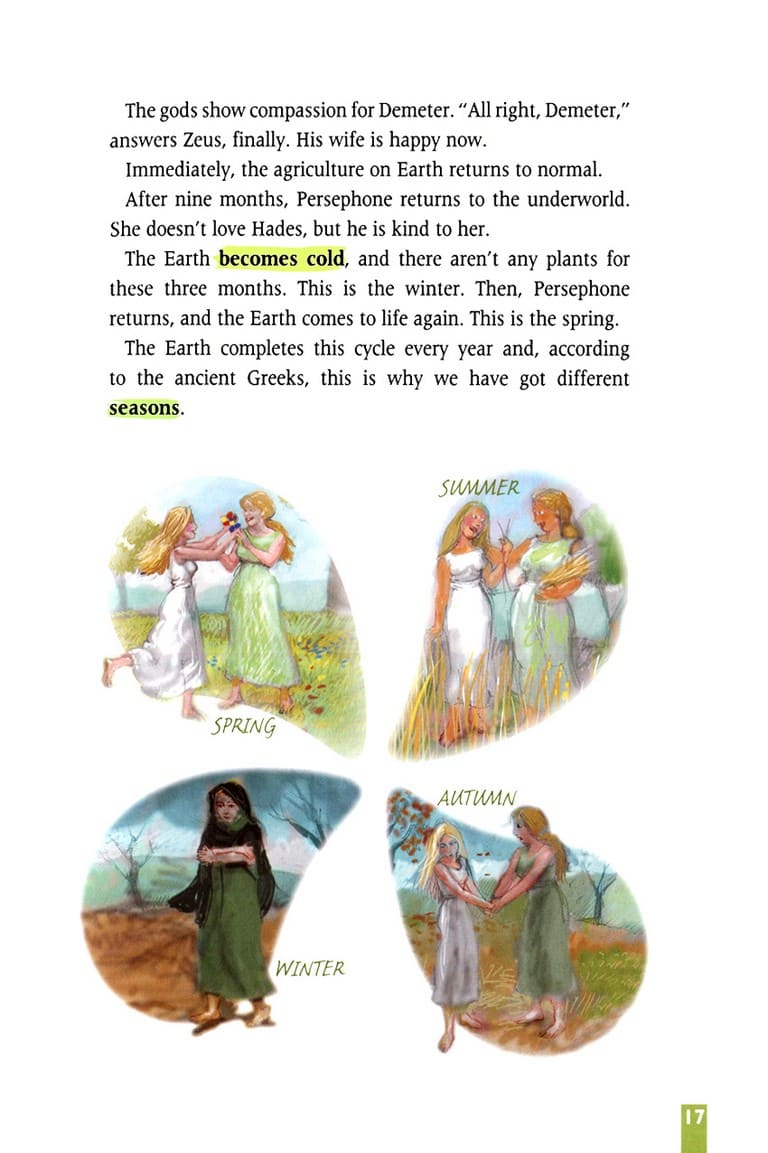 The gods show compassion for Demeter. “All right, Demeter,”
answers Zeus, finally. His wife is happy now.
Immediately, the agriculture on Earth returns to normal.
After nine months, Persephone returns to the underworld.
She doesn’t love Hades, but he is kind to her.
The Earth becomes cold, and there aren’t any plants for
these three months. This is the winter. Then, Persephone
returns, and the Earth comes to life again. This is the spring.
The Earth completes this cycle every year and, according
to the ancient Greeks, this is why we have got different
seasons.
SUMMER
SPRING
AUTUMN
WINTER
17